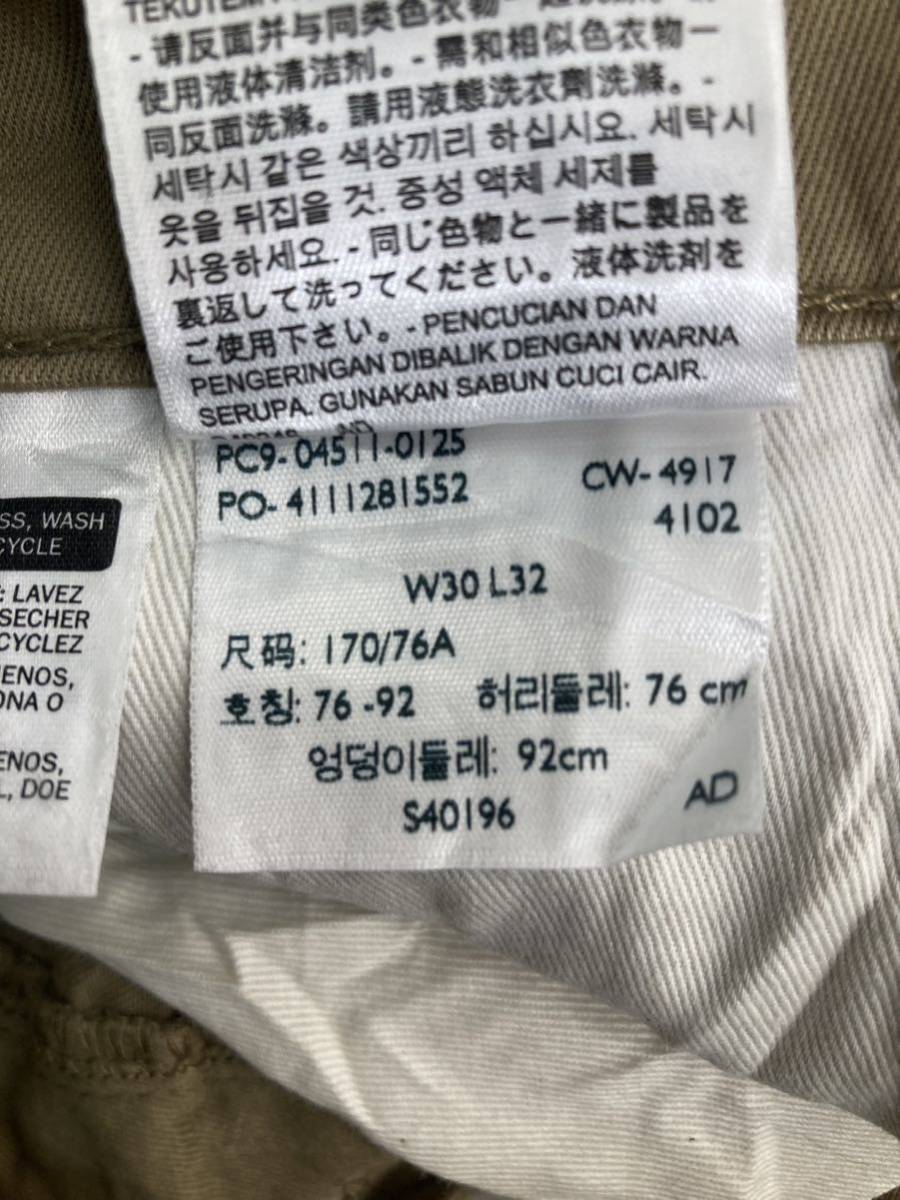 - 请反面并与同类色衣物一
使用液体清洁剂。- 需和相似色衣物一
同反面洗滌。請用液態洗衣劑洗滌。-
세탁시 같은 색상끼리 하십시요. 세탁시
옷을 뒤집을 것. 중성 액체 세제를
사용하세요. - 同じ色物と一緒に製品を
裏返して洗ってください。液体洗剤を
ご使用下さい。- PENCUCIAN DAN
PENGERINGAN DIBALIK DENGAN WARNA
SERUPA. GUNAKAN SABUN CUCI CAIR.
PC9-04511-0125
PO-4111281552
CW-4917
4102
W30 L32
尺码: 170/76A
호칭: 76 -92 허리둘레: 76 cm
엉덩이둘레: 92cm
S40196
AD
SS, WASH
CYCLE
: LAVEZ
SECHER
CYCLEZ
ENOS,
ONA O
ENOS,
L, DOE